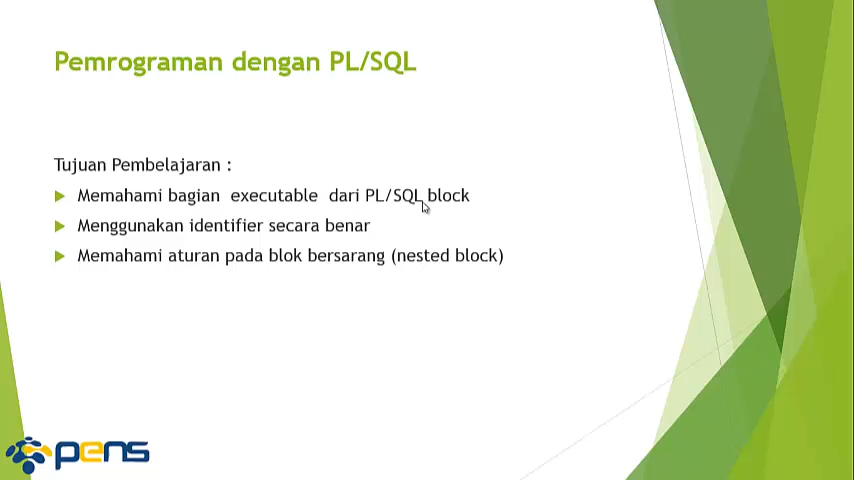 Pemrograman dengan PL/SQL
Tujuan Pembelajaran :
Memahami bagian executable dari PL/SQL block
Menggunakan identifier secara benar
Memahami aturan pada blok bersarang (nested block)
pens